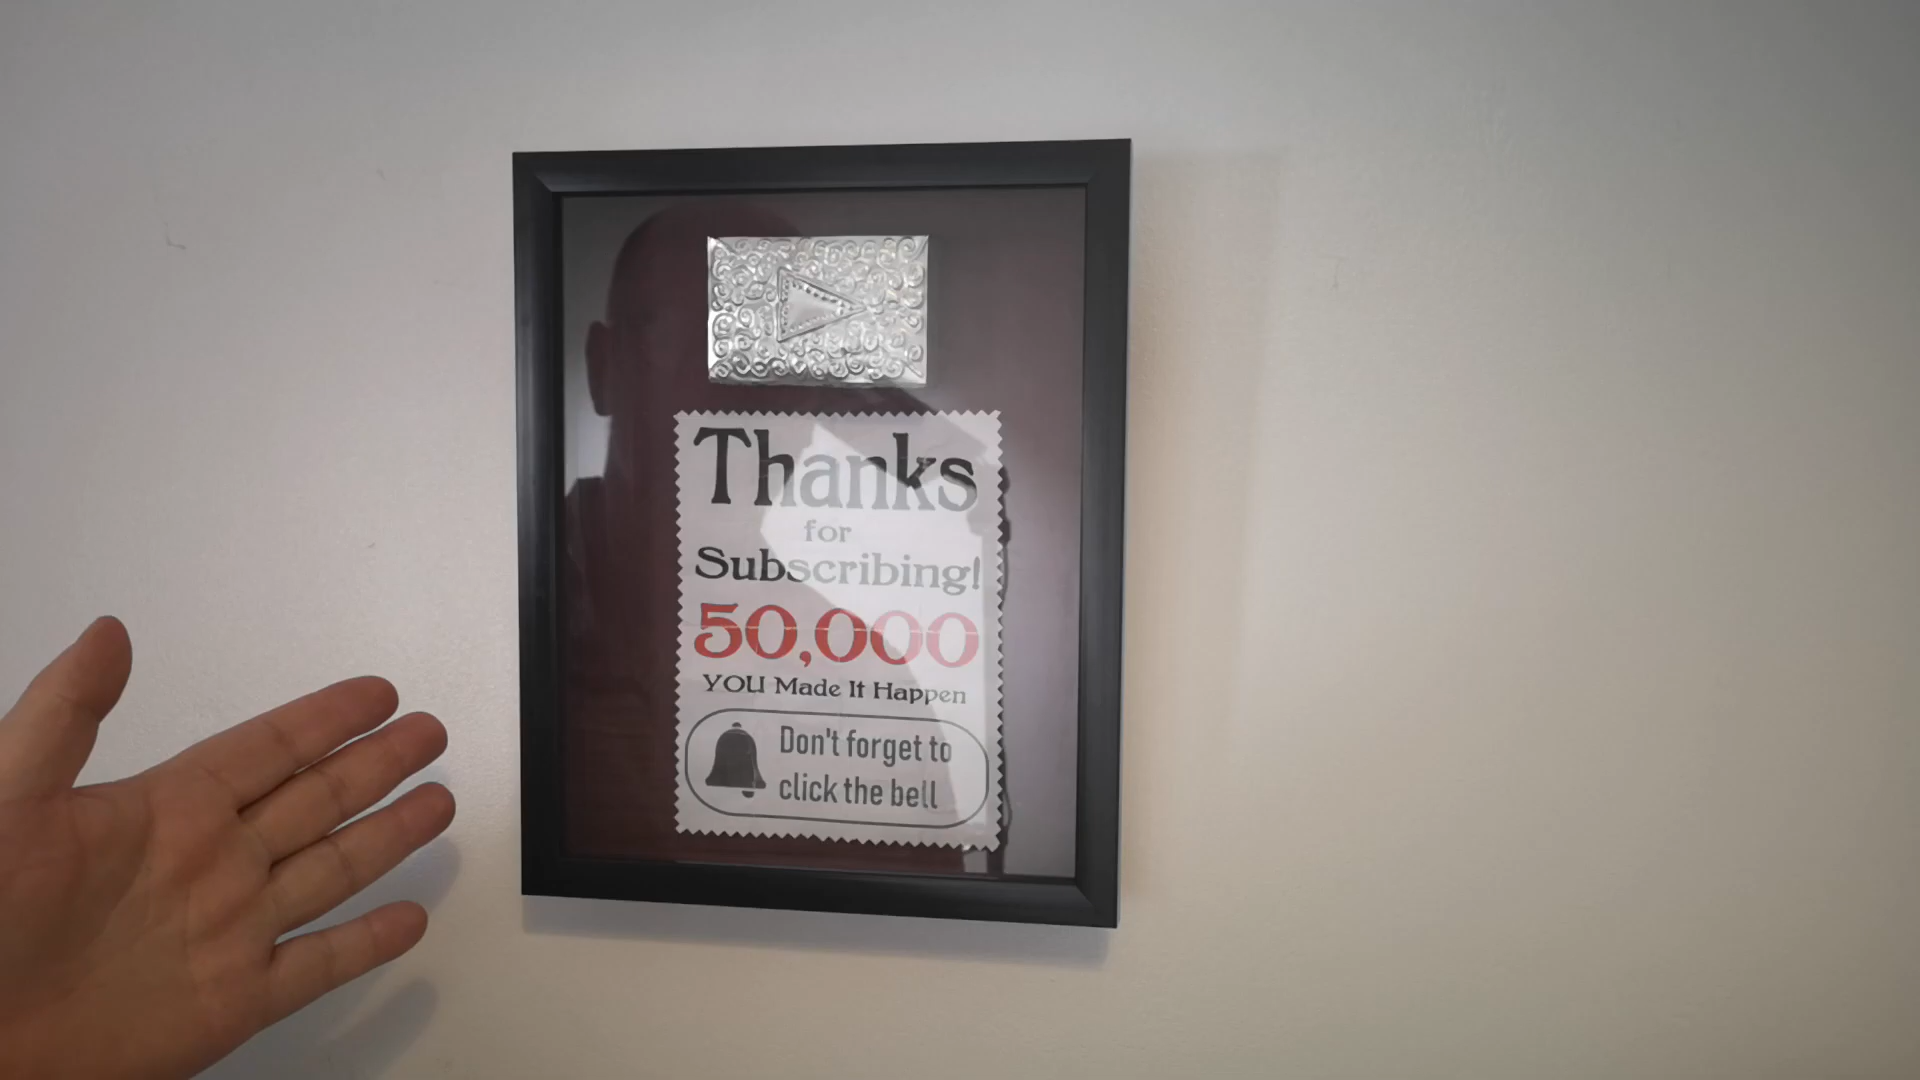 Thanks
for
Subscribing!
50,000
YOU Made It Happen
Don't forget to
click the bell